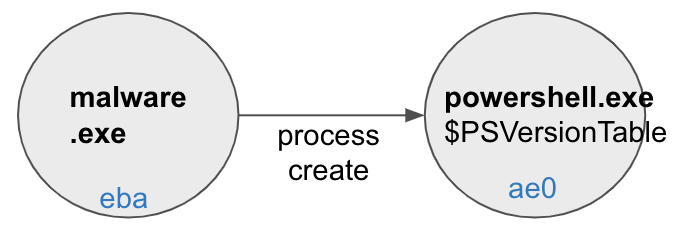 malware
.exe
eba
process
create
powershell.exe
$PSVersionTable
ae0